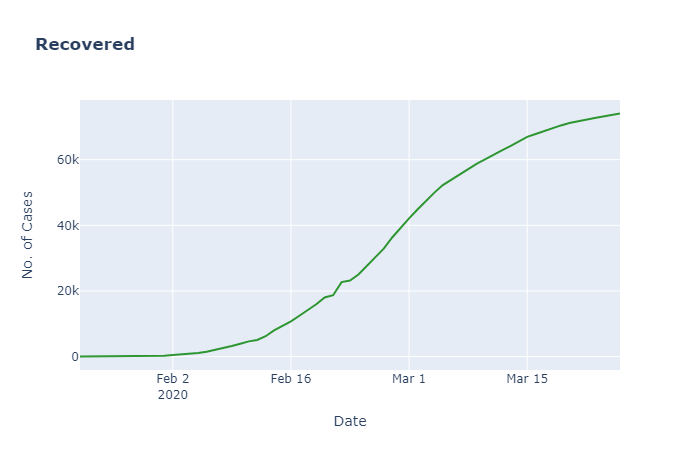 Recovered
No. of Cases
60k
40k
20k
0
Feb 2
2020
Feb 16
Mar 1
Mar 15
Date